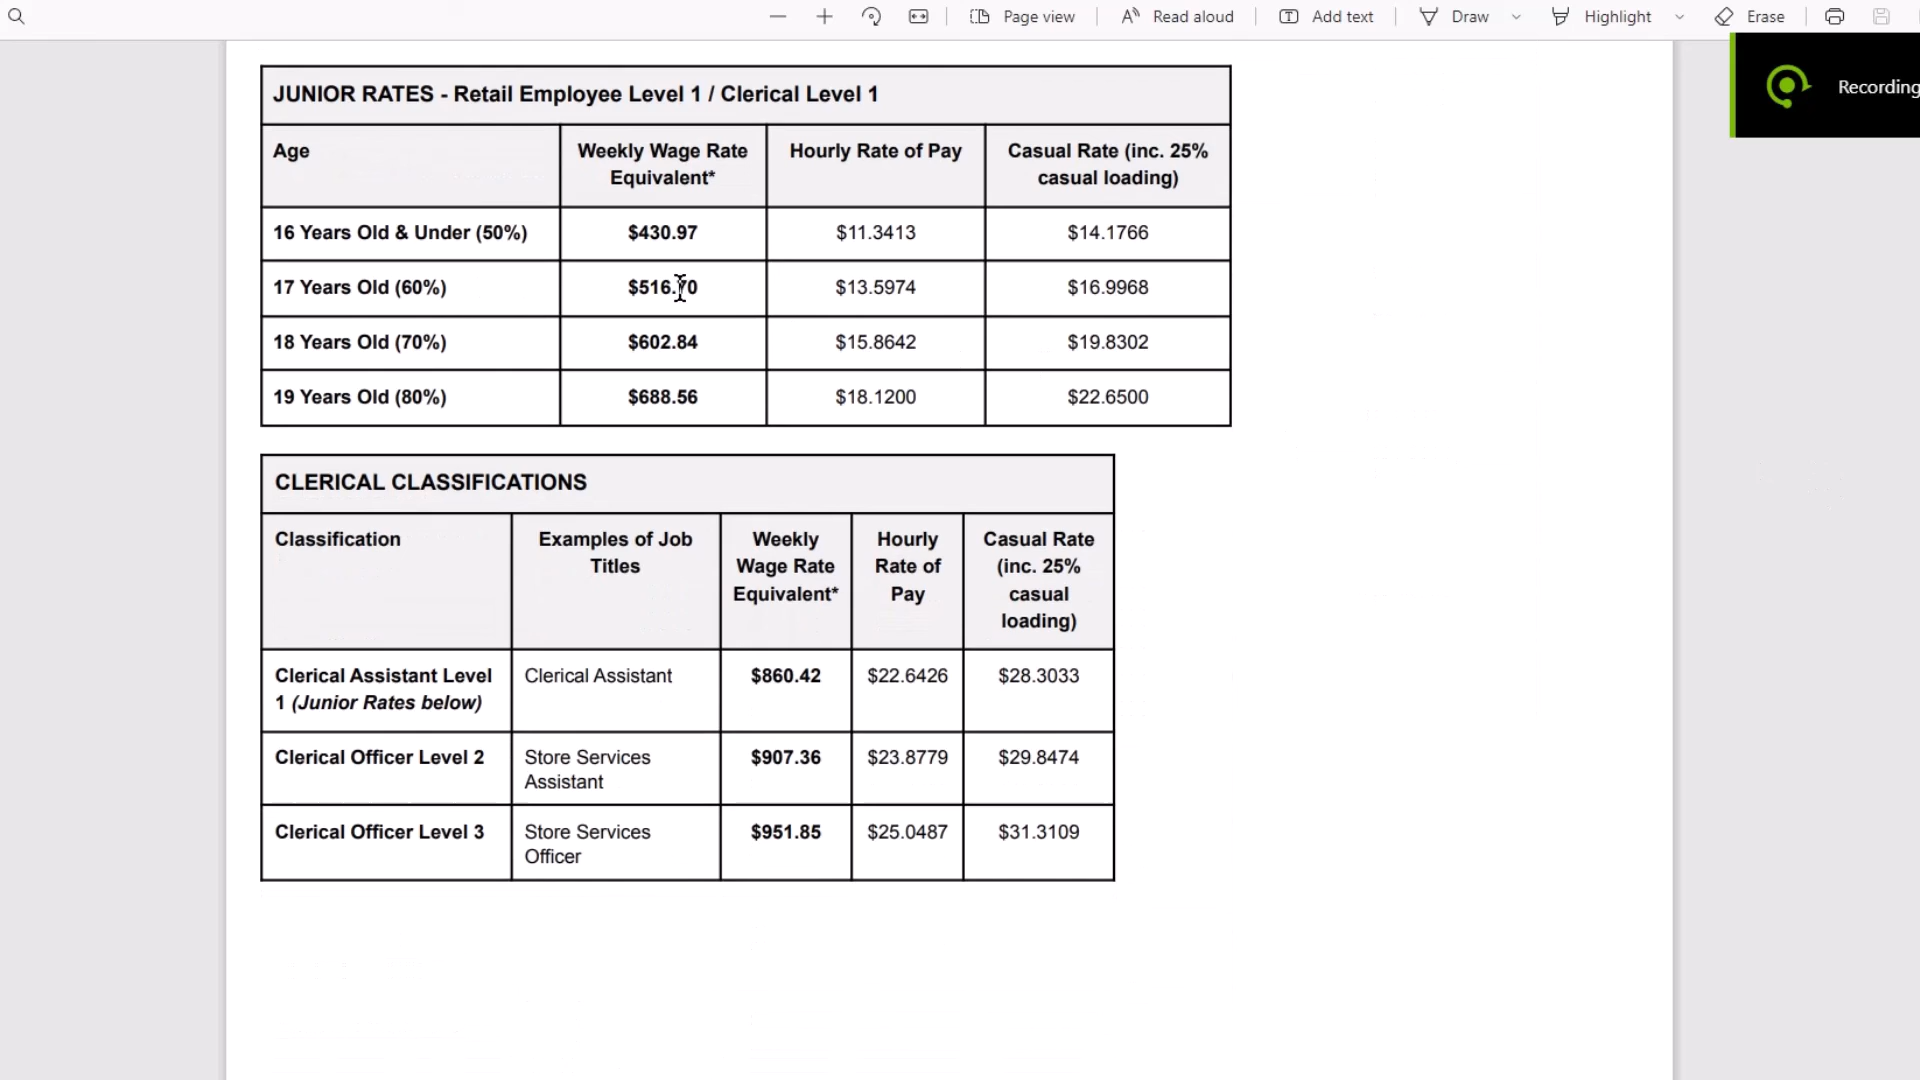 Page view
Read aloud
Add text
Draw
Highlight
Erase
Recording
JUNIOR RATES - Retail Employee Level 1 / Clerical Level 1
Age
Weekly Wage Rate
Equivalent*
Hourly Rate of Pay
Casual Rate (inc. 25%
casual loading)
16 Years Old & Under (50%)
$430.97
$11.3413
$14.1766
17 Years Old (60%)
$516.70
$13.5974
$16.9968
18 Years Old (70%)
$602.84
$15.8642
$19.8302
19 Years Old (80%)
$688.56
$18.1200
$22.6500
CLERICAL CLASSIFICATIONS
Classification
Examples of Job
Titles
Weekly
Wage Rate
Equivalent*
Hourly
Rate of
Pay
Casual Rate
(inc. 25%
casual
loading)
Clerical Assistant Level
1 (Junior Rates below)
Clerical Assistant
$860.42
$22.6426
$28.3033
Clerical Officer Level 2
Store Services
Assistant
$907.36
$23.8779
$29.8474
Clerical Officer Level 3
Store Services
Officer
$951.85
$25.0487
$31.3109